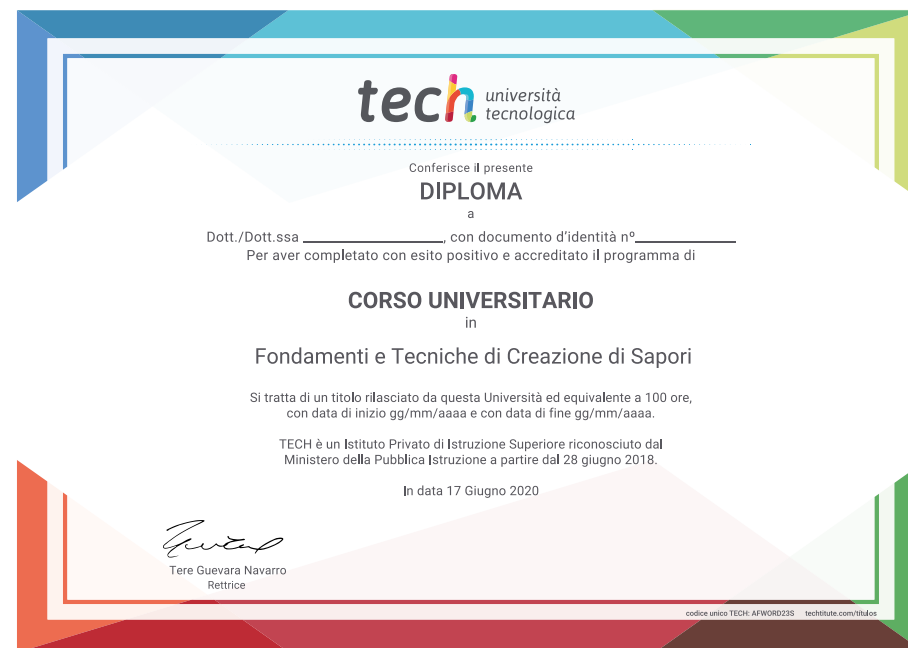 tech università
tecnologica
Conferisce il presente
DIPLOMA
a
Dott./Dott.ssa ____________________, con documento d'identità nº______________
Per aver completato con esito positivo e accreditato il programma di
CORSO UNIVERSITARIO
in
Fondamenti e Tecniche di Creazione di Sapori
Si tratta di un titolo rilasciato da questa Università ed equivalente a 100 ore,
con data di inizio gg/mm/aaaa e con data di fine gg/mm/aaaa.
TECH è un Istituto Privato di Istruzione Superiore riconosciuto dal
Ministero della Pubblica Istruzione a partire dal 28 giugno 2018.
In data 17 Giugno 2020
Tere Guevara Navarro
Rettrice
codice unico TECH: AFWORD23S techtitute.com/títulos